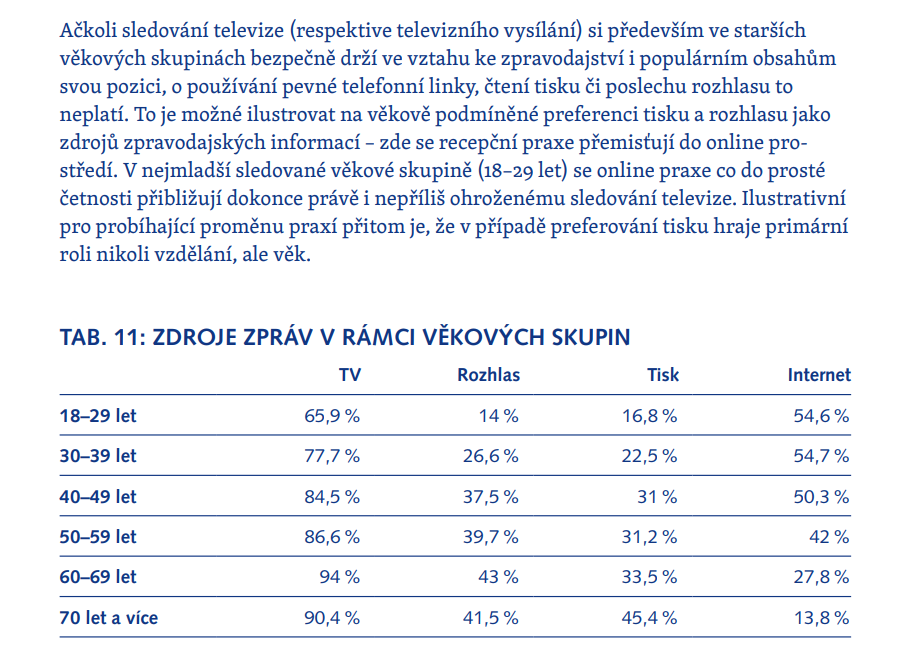 Ačkoli sledování televize (respektive televizního vysílání) si především ve starších
věkových skupinách bezpečně drží ve vztahu ke zpravodajství i populárním obsahům
svou pozici, o používání pevné telefonní linky, čtení tisku či poslechu rozhlasu to
neplatí. To je možné ilustrovat na věkově podmíněné preferenci tisku a rozhlasu jako
zdrojů zpravodajských informací – zde se recepční praxe přemisťují do online pro-
středí. V nejmladší sledované věkové skupině (18–29 let) se online praxe co do prosté
četnosti přibližují dokonce právě i nepříliš ohroženému sledování televize. Ilustrativní
pro probíhající proměnu praxí přitom je, že v případě preferování tisku hraje primární
roli nikoli vzdělání, ale věk.
TAB. 11: ZDROJE ZPRÁV V RÁMCI VĚKOVÝCH SKUPIN
TV Rozhlas Tisk Internet
18–29 let 65,9 % 14 % 16,8 % 54,6 %
30–39 let 77,7 % 26,6 % 22,5 % 54,7 %
40–49 let 84,5 % 37,5 % 31 % 50,3 %
50–59 let 86,6 % 39,7 % 31,2 % 42 %
60–69 let 94 % 43 % 33,5 % 27,8 %
70 let a více 90,4 % 41,5 % 45,4 % 13,8 %